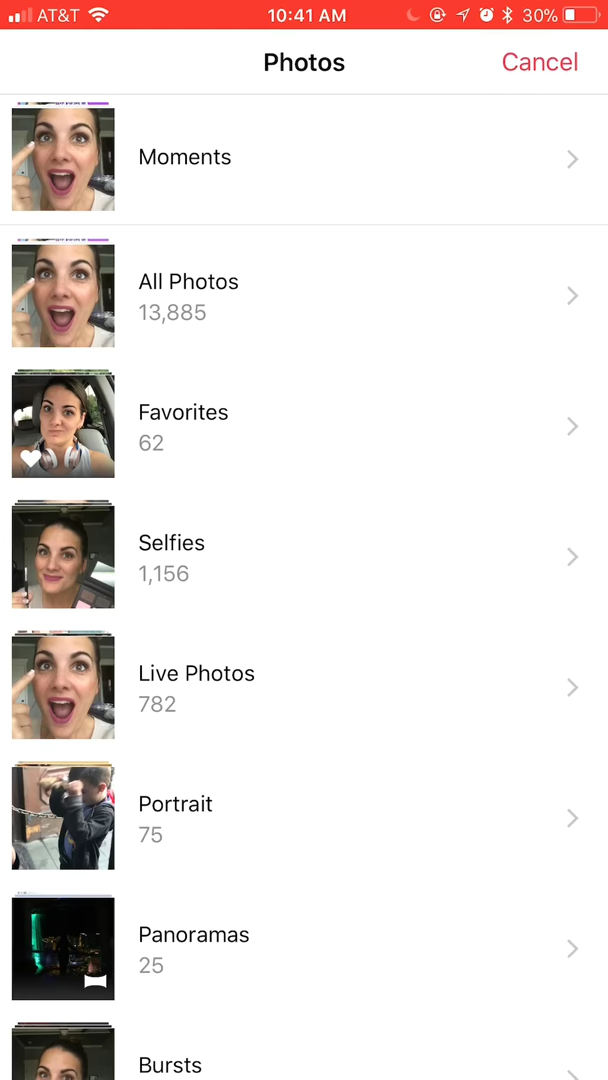 AT&T 10:41 AM 30%
Photos Cancel
Moments
All Photos
13,885
Favorites
62
Selfies
1,156
Live Photos
782
Portrait
75
Panoramas
25
Bursts